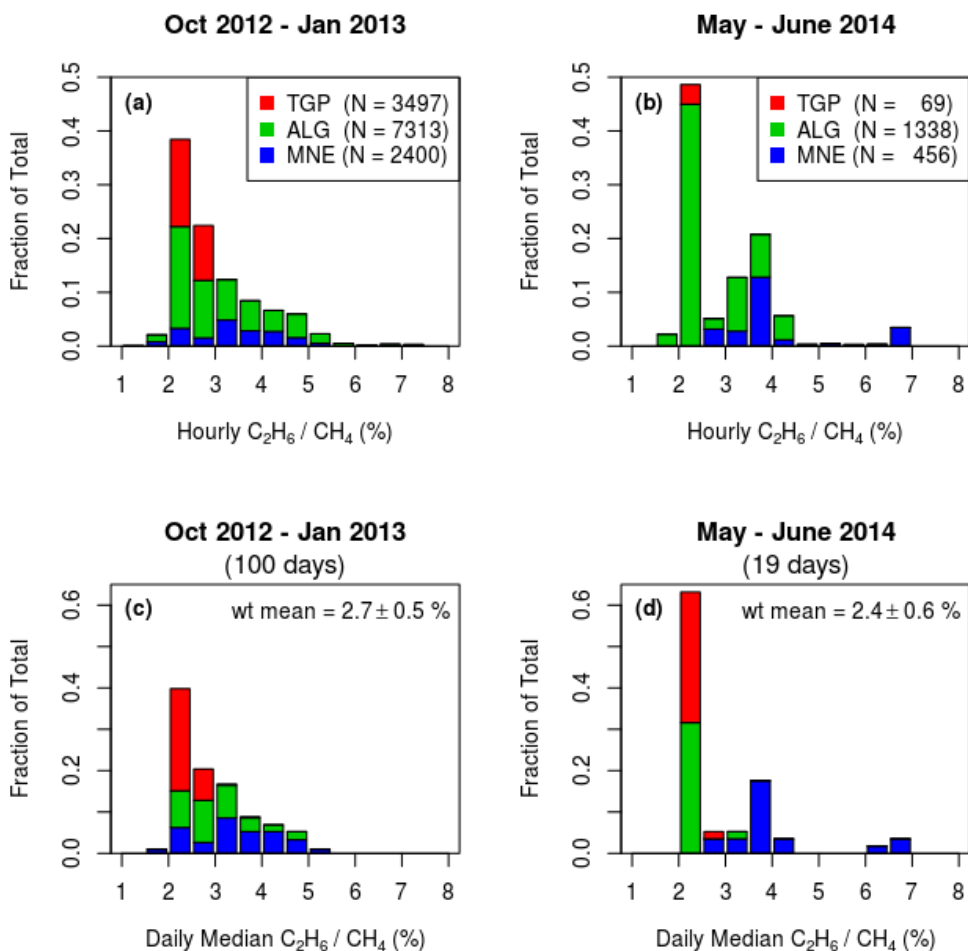 Oct 2012 - Jan 2013
(a)
TGP (N = 3497)
ALG (N = 7313)
MNE (N = 2400)
Fraction of Total
0.0 0.1 0.2 0.3 0.4 0.5
1 2 3 4 5 6 7 8
Hourly C₂H₆ / CH₄ (%)
May - June 2014
(b)
TGP (N = 69)
ALG (N = 1338)
MNE (N = 456)
Fraction of Total
0.0 0.1 0.2 0.3 0.4 0.5
1 2 3 4 5 6 7 8
Hourly C₂H₆ / CH₄ (%)
Oct 2012 - Jan 2013
(100 days)
(c)
wt mean = 2.7 ± 0.5 %
Fraction of Total
0.0 0.2 0.4 0.6
1 2 3 4 5 6 7 8
Daily Median C₂H₆ / CH₄ (%)
May - June 2014
(19 days)
(d)
wt mean = 2.4 ± 0.6 %
Fraction of Total
0.0 0.2 0.4 0.6
1 2 3 4 5 6 7 8
Daily Median C₂H₆ / CH₄ (%)